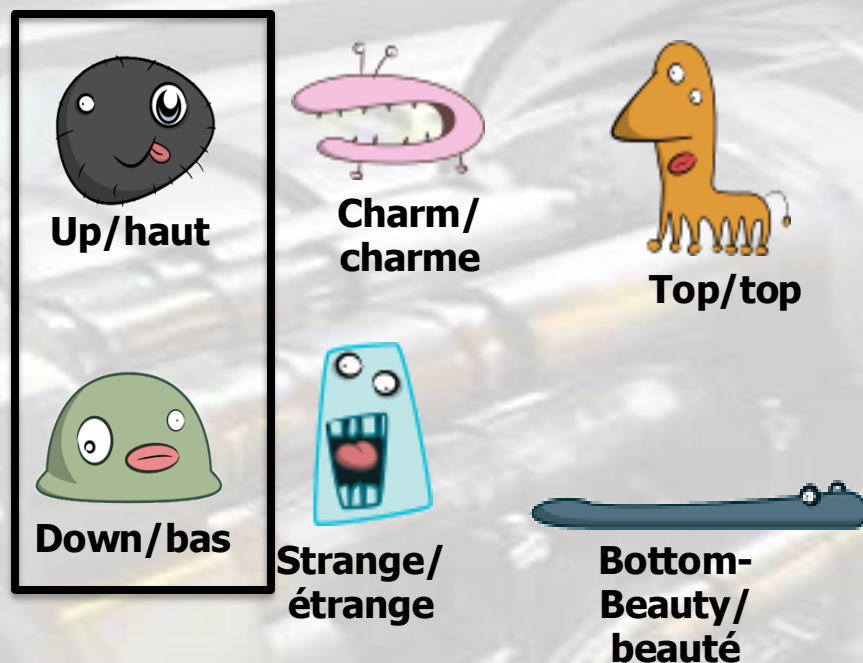 Up/haut
Charm/
charme
Top/top
Down/bas
Strange/
étrange
Bottom-
Beauty/
beauté